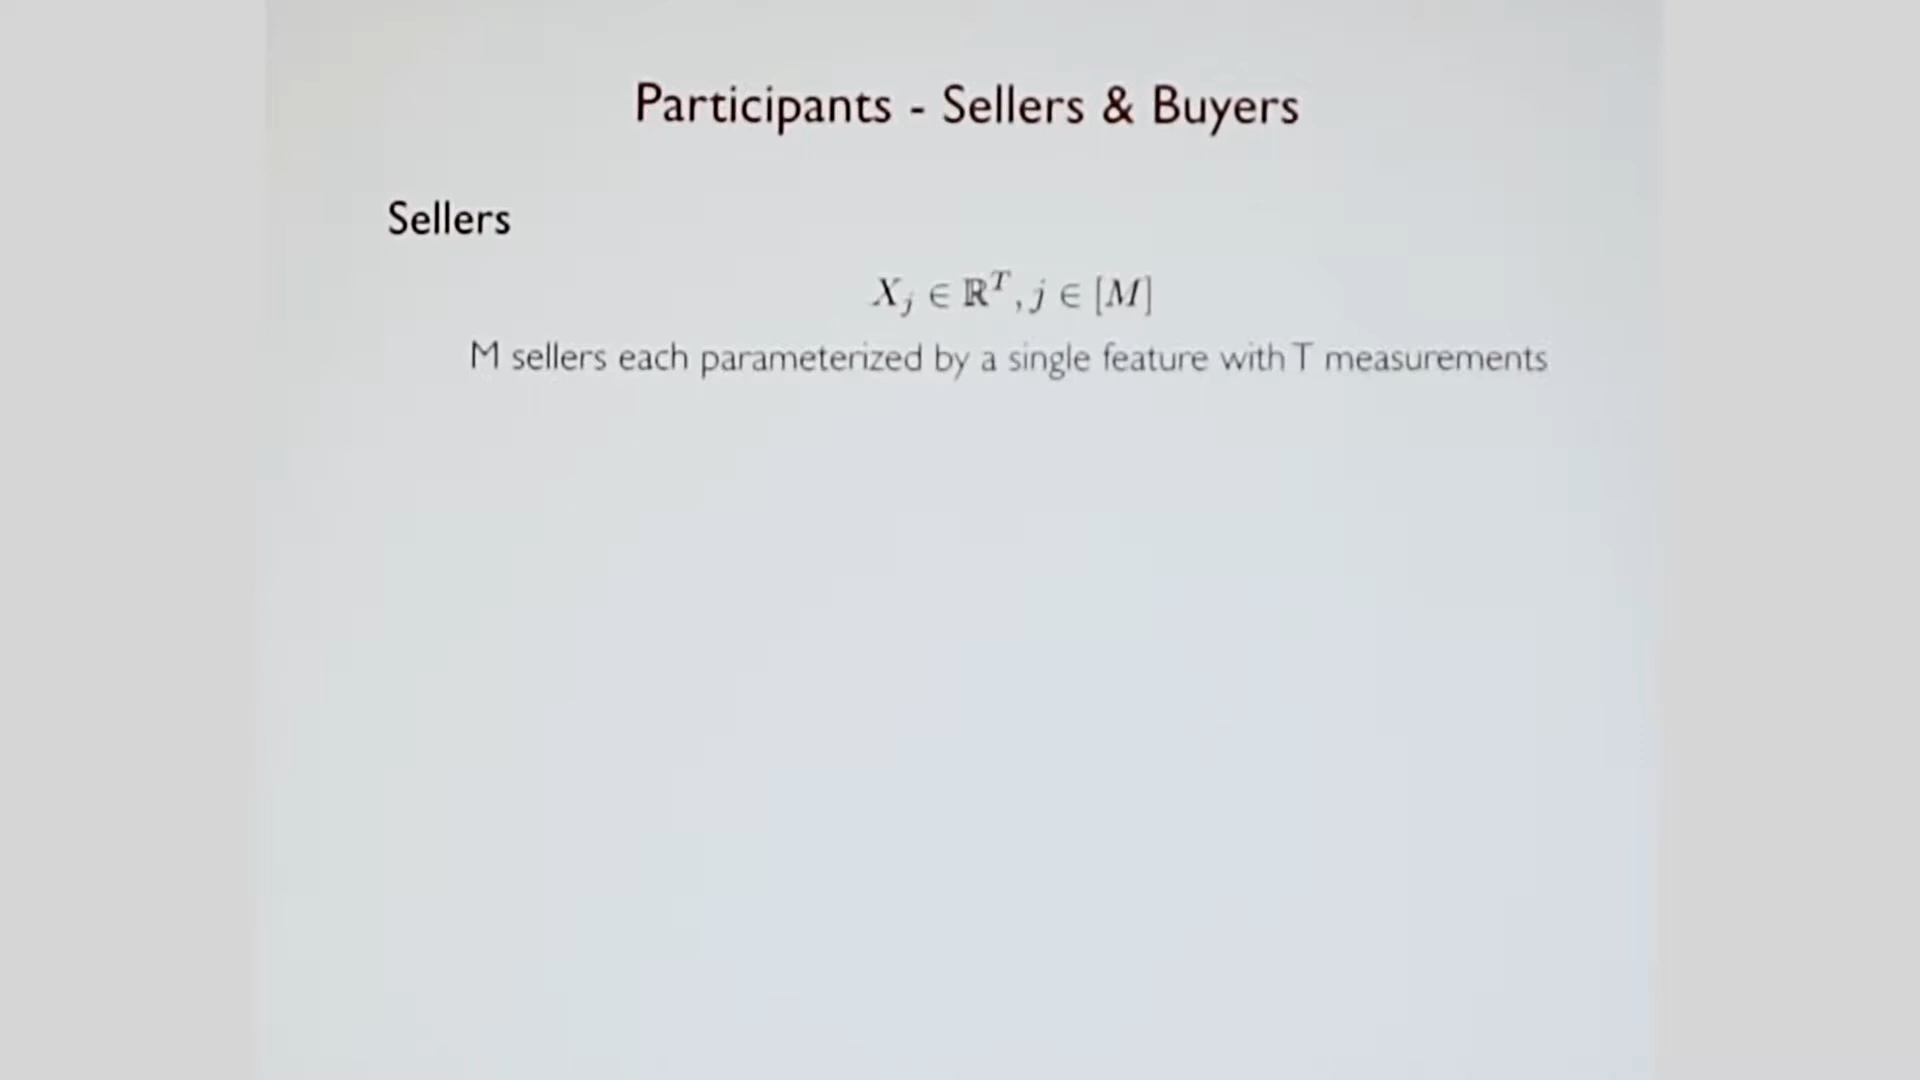 Participants - Sellers & Buyers
Sellers
X_j ∈ ℝ^T, j ∈ [M]
M sellers each parameterized by a single feature with T measurements